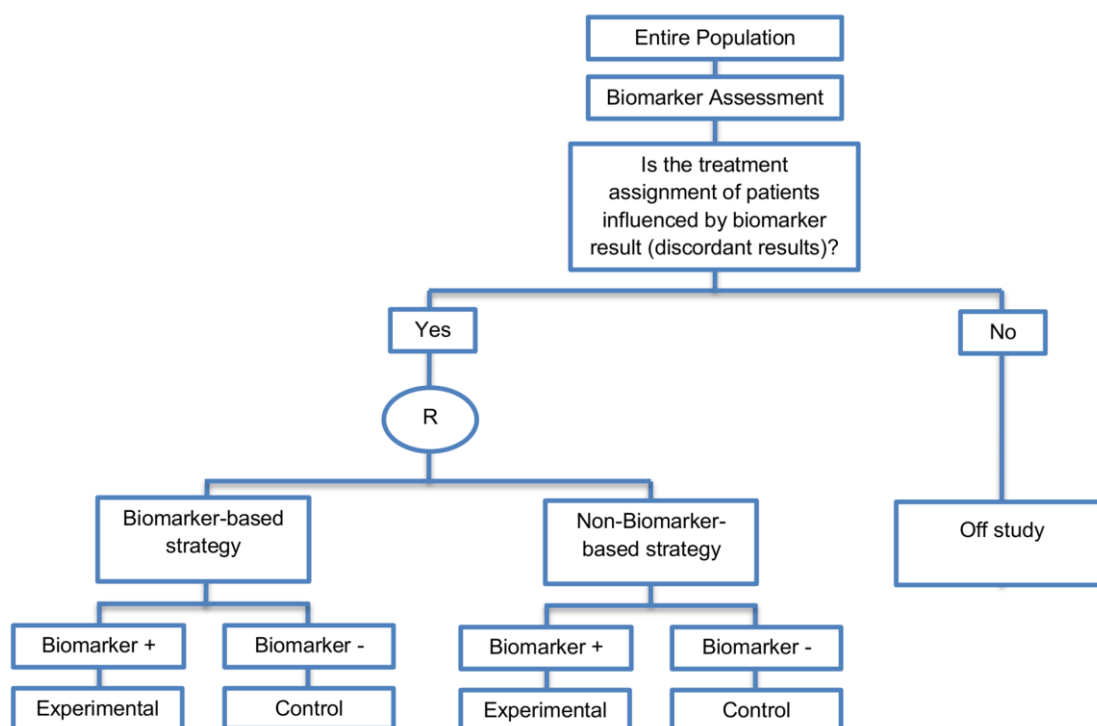 Entire Population
Biomarker Assessment
Is the treatment
assignment of patients
influenced by biomarker
result (discordant results)?
Yes
No
R
Biomarker-based
strategy
Non-Biomarker-
based strategy
Off study
Biomarker +
Biomarker -
Biomarker +
Biomarker -
Experimental
Control
Experimental
Control